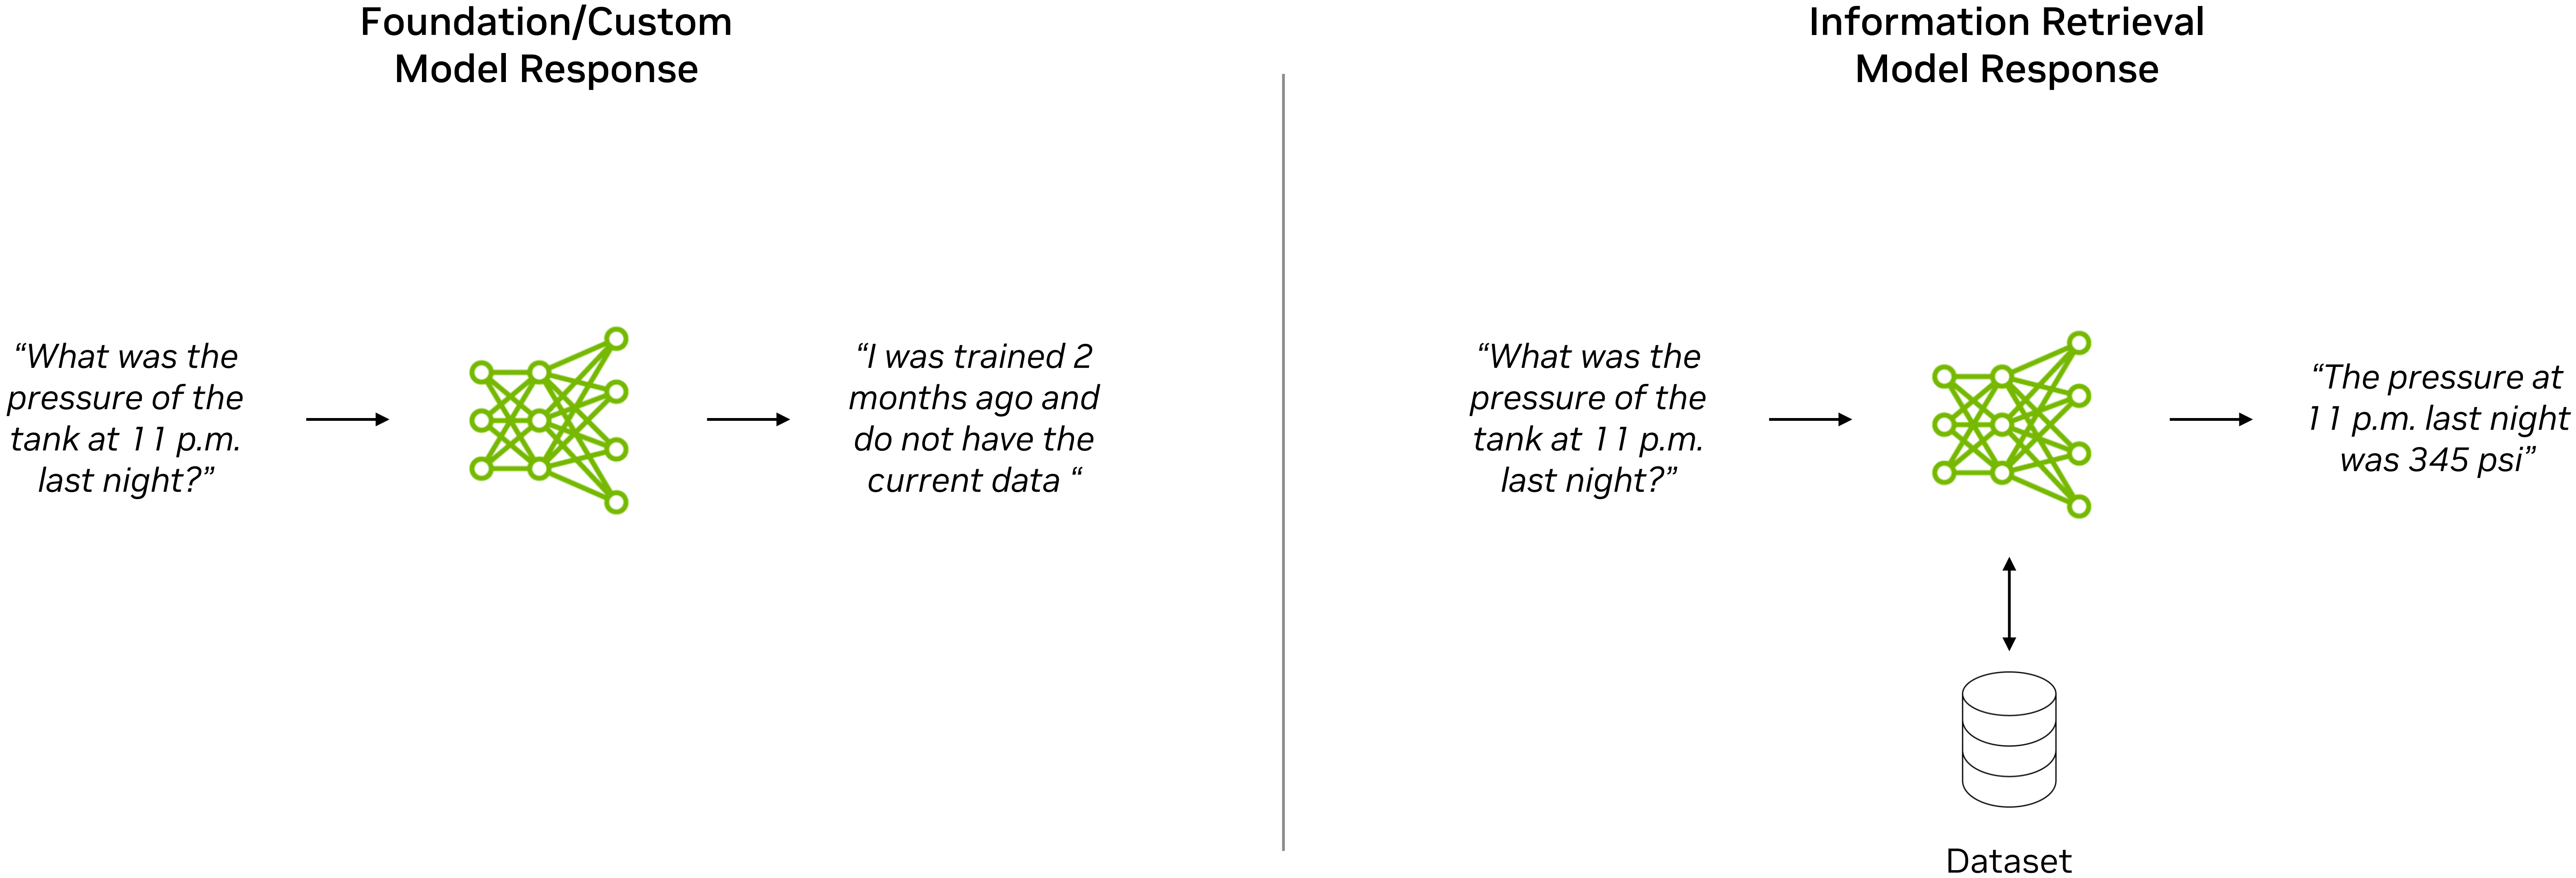 Foundation/Custom
Model Response
“What was the
pressure of the
tank at 11 p.m.
last night?”
“I was trained 2
months ago and
do not have the
current data “
Information Retrieval
Model Response
“What was the
pressure of the
tank at 11 p.m.
last night?”
“The pressure at
11 p.m. last night
was 345 psi”
Dataset